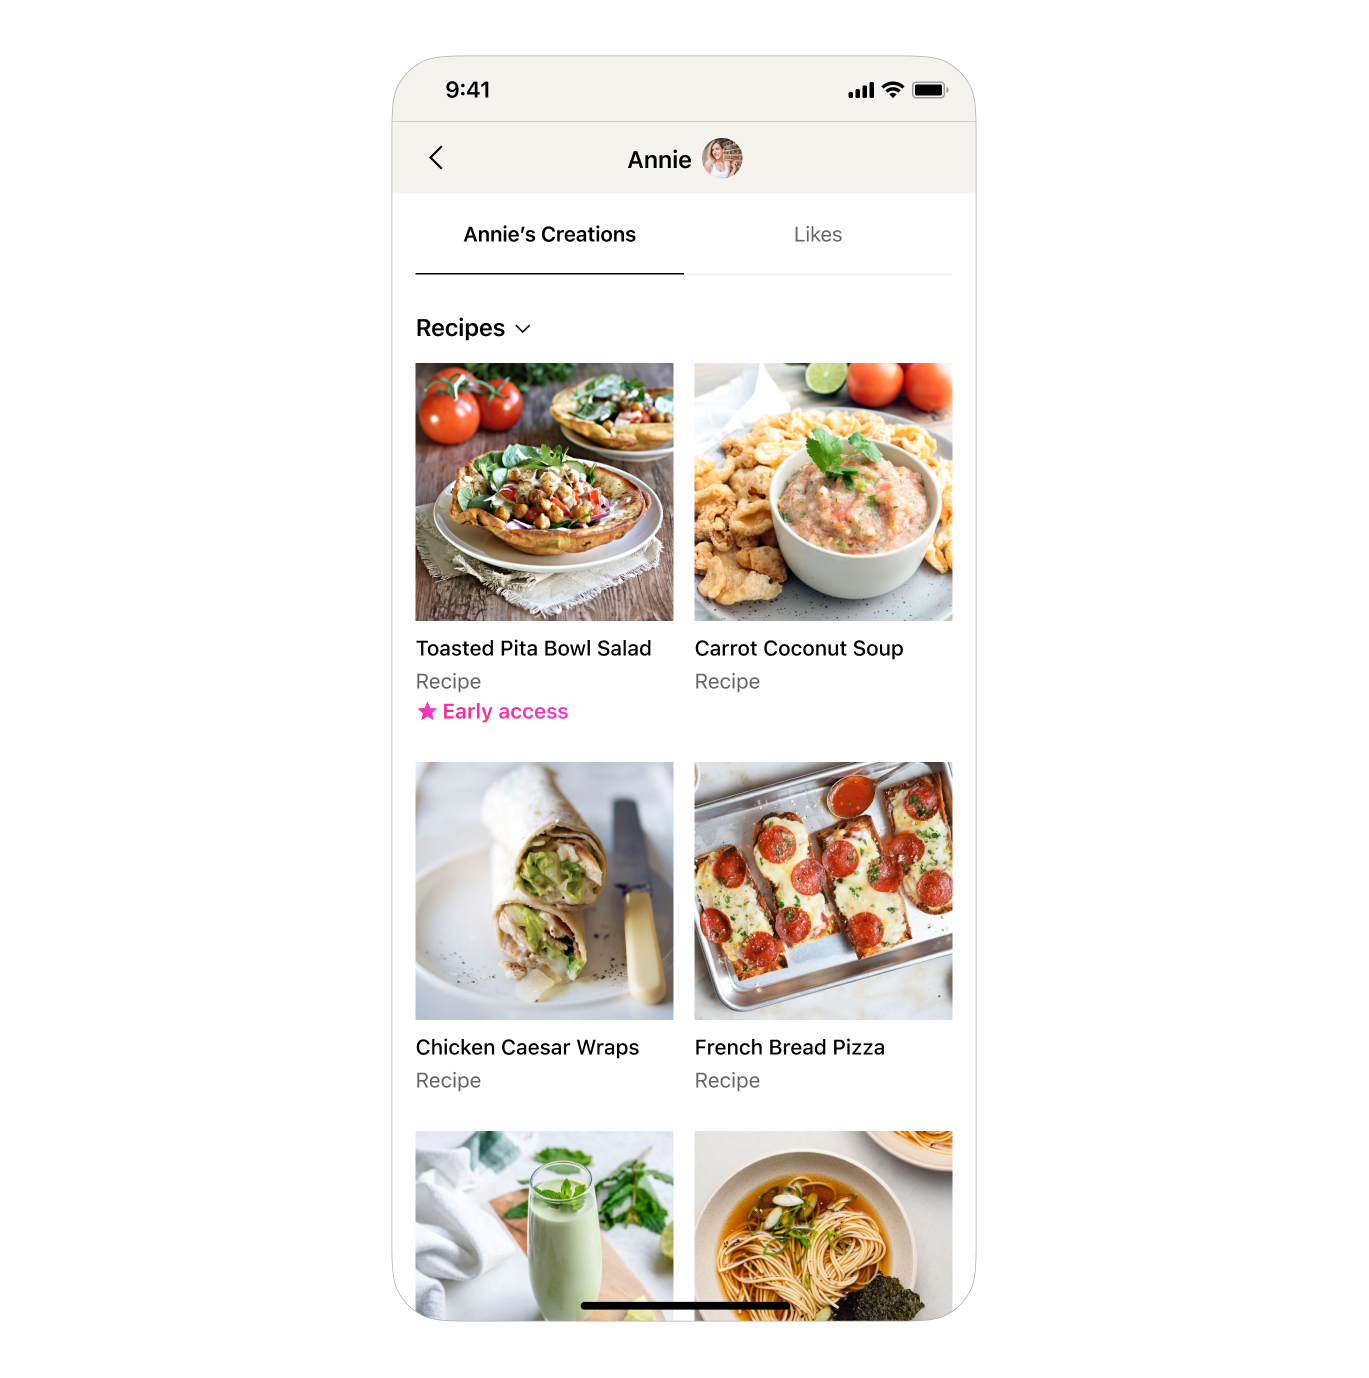 9:41
Annie
Annie’s Creations
Likes
Recipes
Toasted Pita Bowl Salad
Recipe
Early access
Carrot Coconut Soup
Recipe
Chicken Caesar Wraps
Recipe
French Bread Pizza
Recipe